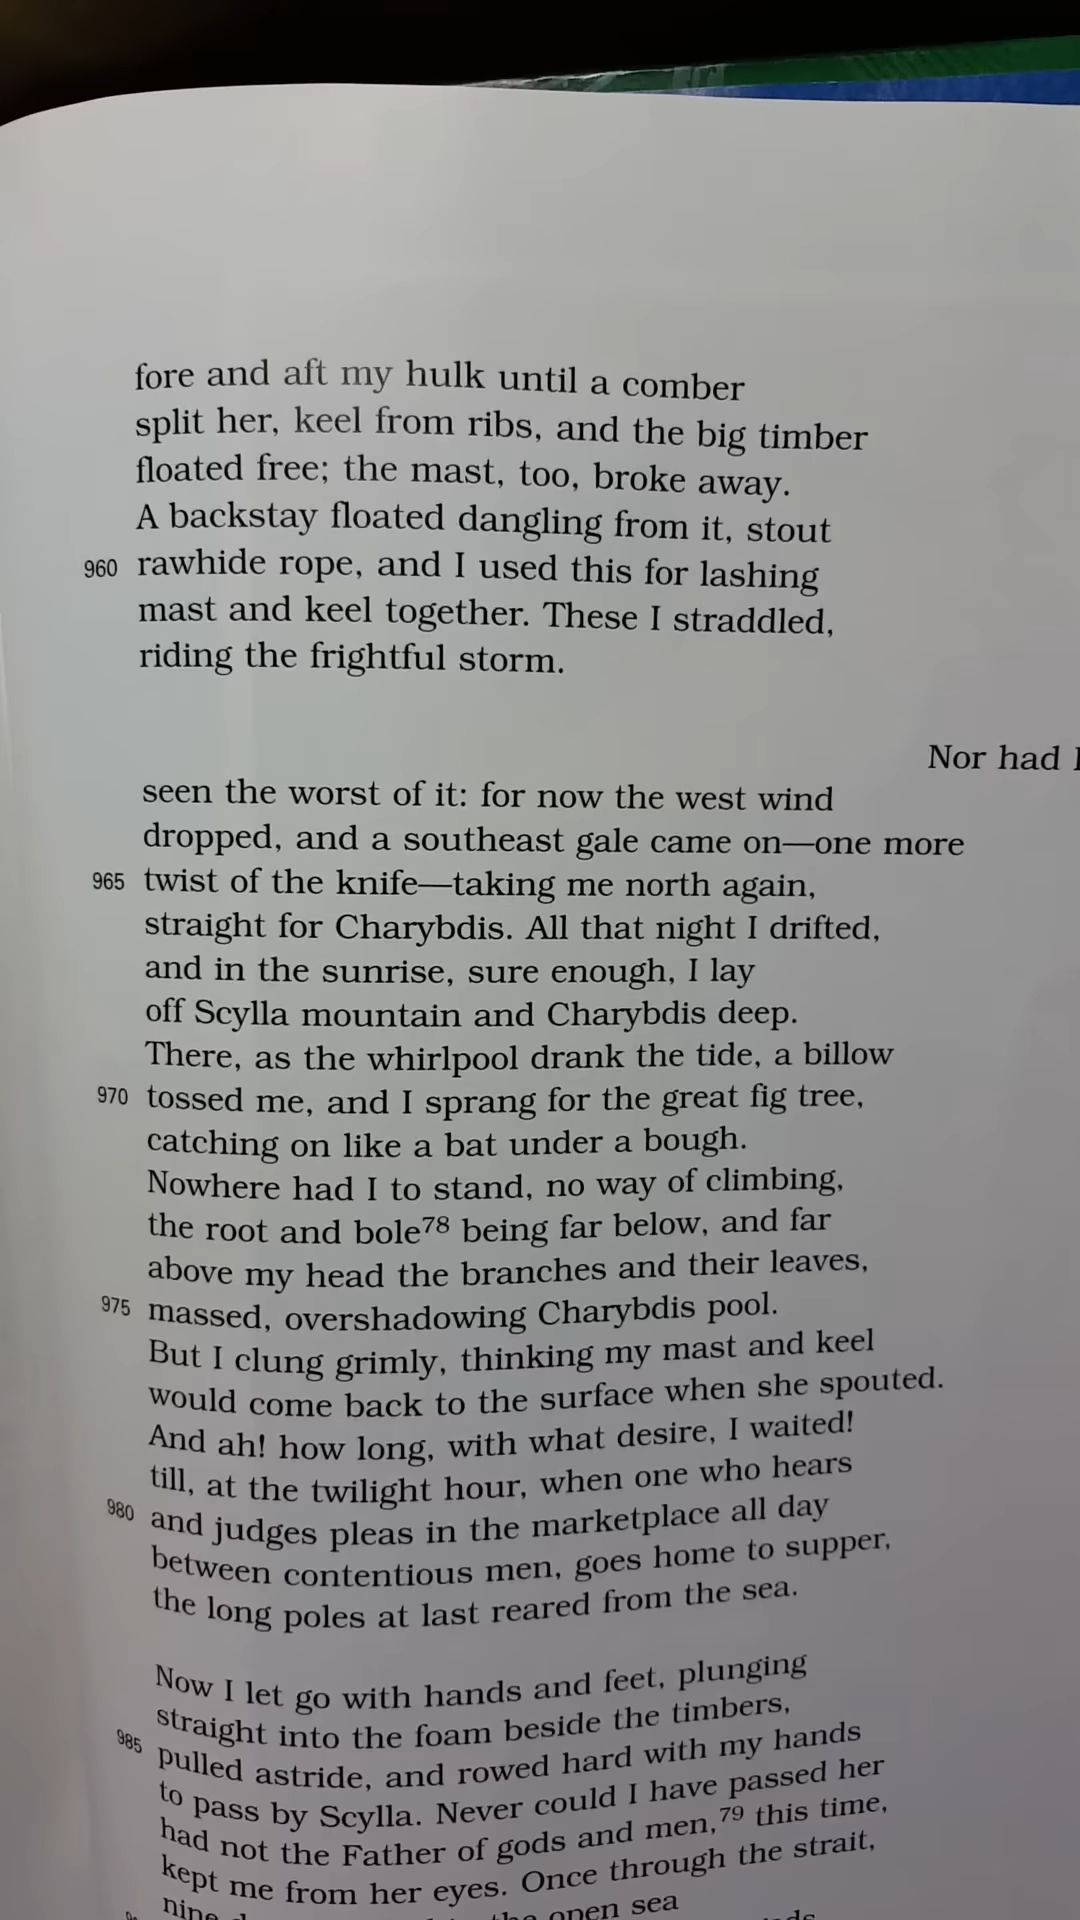 fore and aft my hulk until a comber
split her, keel from ribs, and the big timber
floated free; the mast, too, broke away.
A backstay floated dangling from it, stout
960 rawhide rope, and I used this for lashing
mast and keel together. These I straddled,
riding the frightful storm.
Nor had I
seen the worst of it: for now the west wind
dropped, and a southeast gale came on—one more
965 twist of the knife—taking me north again,
straight for Charybdis. All that night I drifted,
and in the sunrise, sure enough, I lay
off Scylla mountain and Charybdis deep.
There, as the whirlpool drank the tide, a billow
970 tossed me, and I sprang for the great fig tree,
catching on like a bat under a bough.
Nowhere had I to stand, no way of climbing,
the root and bole78 being far below, and far
above my head the branches and their leaves,
975 massed, overshadowing Charybdis pool.
But I clung grimly, thinking my mast and keel
would come back to the surface when she spouted.
And ah! how long, with what desire, I waited!
till, at the twilight hour, when one who hears
980 and judges pleas in the marketplace all day
between contentious men, goes home to supper,
the long poles at last reared from the sea.
Now I let go with hands and feet, plunging
straight into the foam beside the timbers,
985 pulled astride, and rowed hard with my hands
to pass by Scylla. Never could I have passed her
had not the Father of gods and men,79 this time,
kept me from her eyes. Once through the strait,
nine open sea